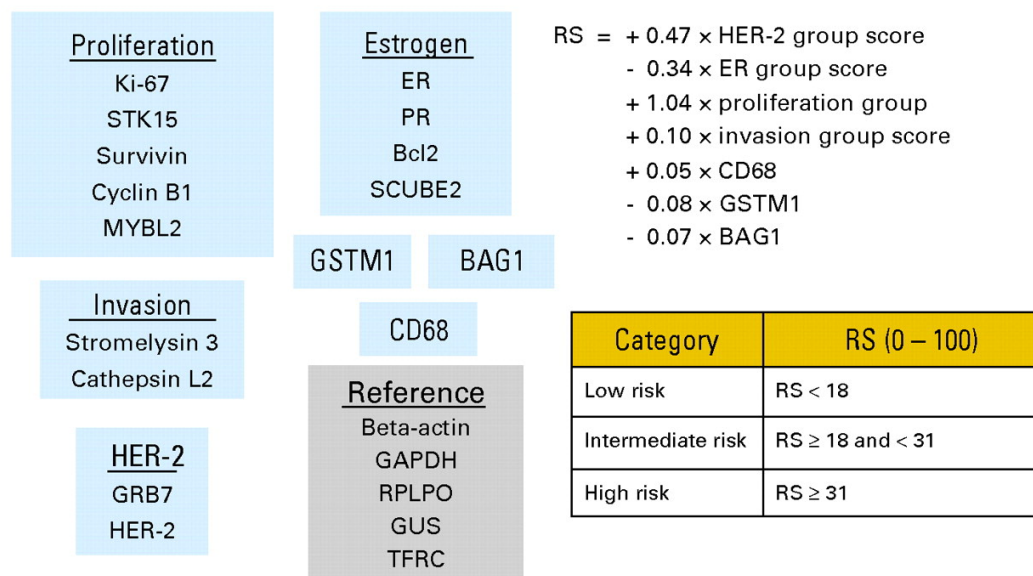 Proliferation
Ki-67
STK15
Survivin
Cyclin B1
MYBL2
Estrogen
ER
PR
Bcl2
SCUBE2
RS = + 0.47 × HER-2 group score
- 0.34 × ER group score
+ 1.04 × proliferation group
+ 0.10 × invasion group score
+ 0.05 × CD68
- 0.08 × GSTM1
- 0.07 × BAG1
GSTM1
BAG1
Invasion
Stromelysin 3
Cathepsin L2
CD68
HER-2
GRB7
HER-2
Reference
Beta-actin
GAPDH
RPLPO
GUS
TFRC
Category RS (0 – 100)
Low risk RS < 18
Intermediate risk RS ≥ 18 and < 31
High risk RS ≥ 31